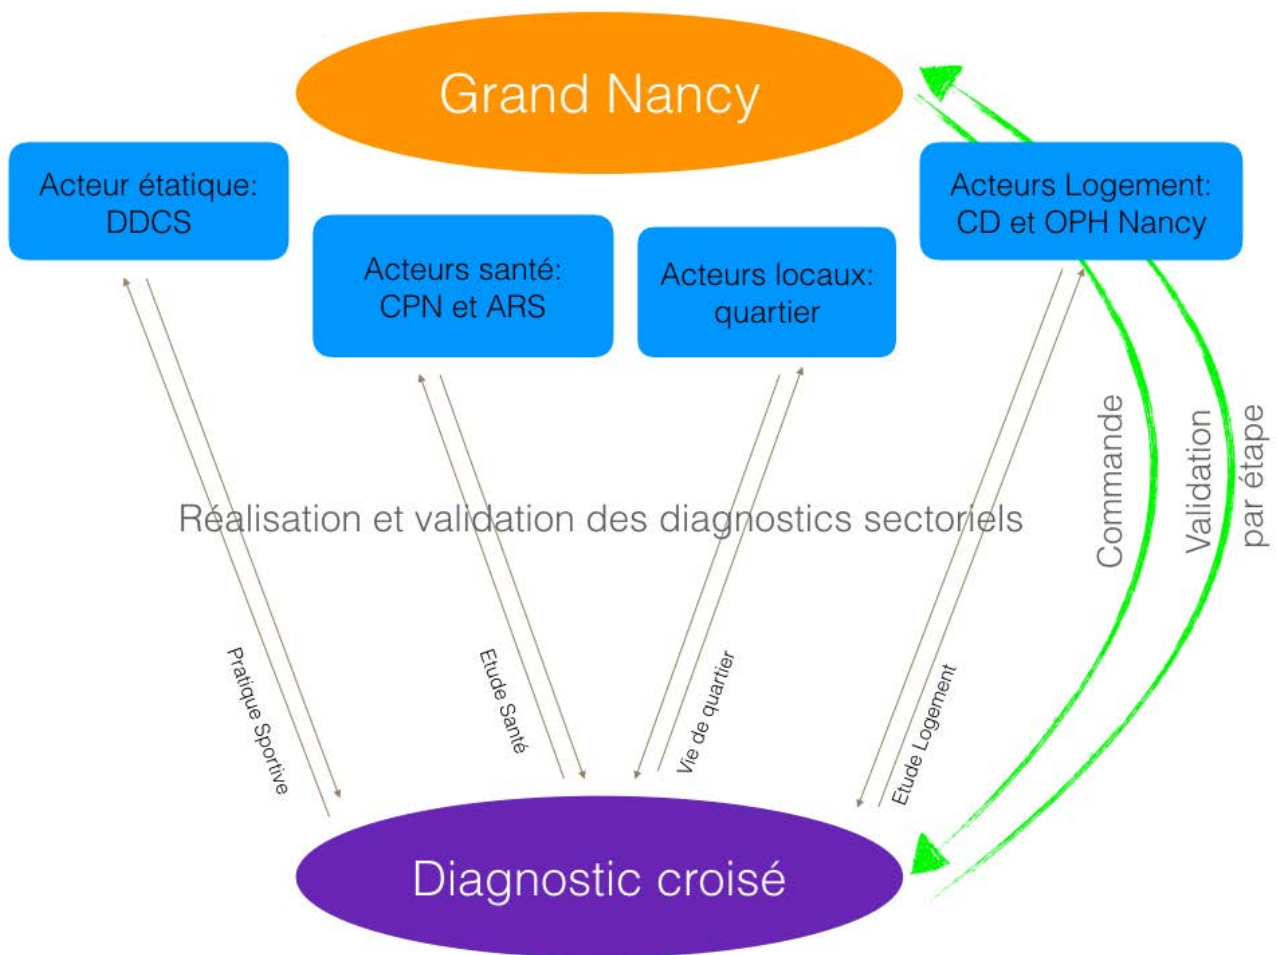 Grand Nancy
Acteur étatique:
DDCS
Acteurs santé:
CPN et ARS
Acteurs locaux:
quartier
Acteurs Logement:
CD et OPH Nancy
Réalisation et validation des diagnostics sectoriels
Commande
Validation
par étape
Pratique Sportive
Etude Santé
Vie de quartier
Etude Logement
Diagnostic croisé